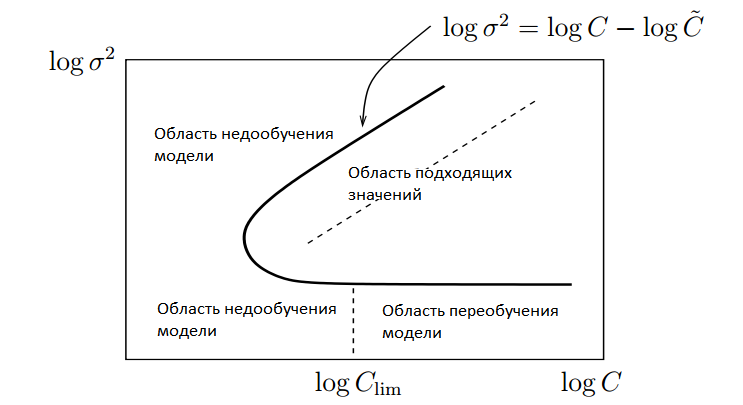 log σ² = log C − log C̃
log σ²
Область недообучения
модели
Область подходящих
значений
Область недообучения
модели
Область переобучения
модели
log C_lim
log C